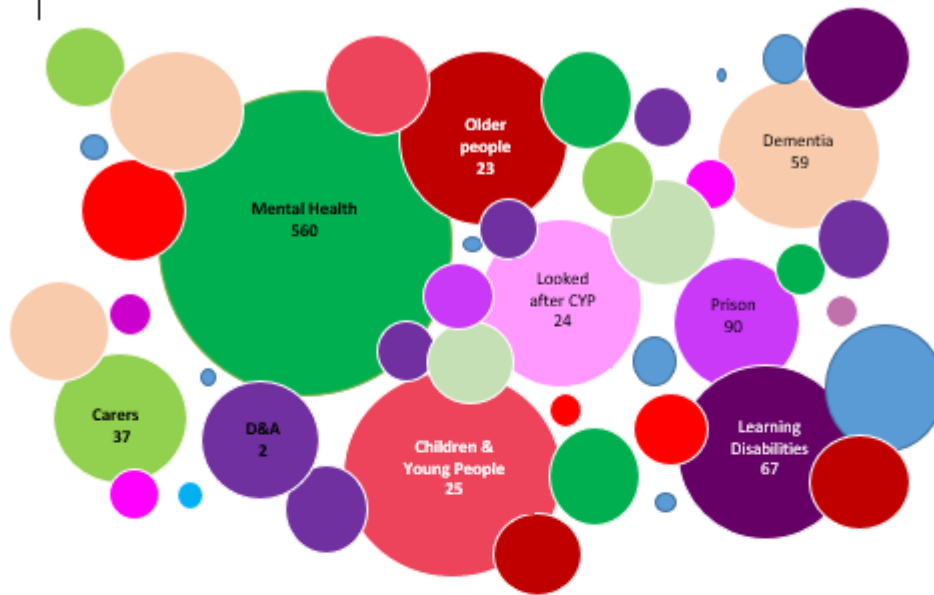 Older
people
23
Dementia
59
Mental Health
560
Looked
after CYP
24
Prison
90
Carers
37
D&A
2
Children &
Young People
25
Learning
Disabilities
67